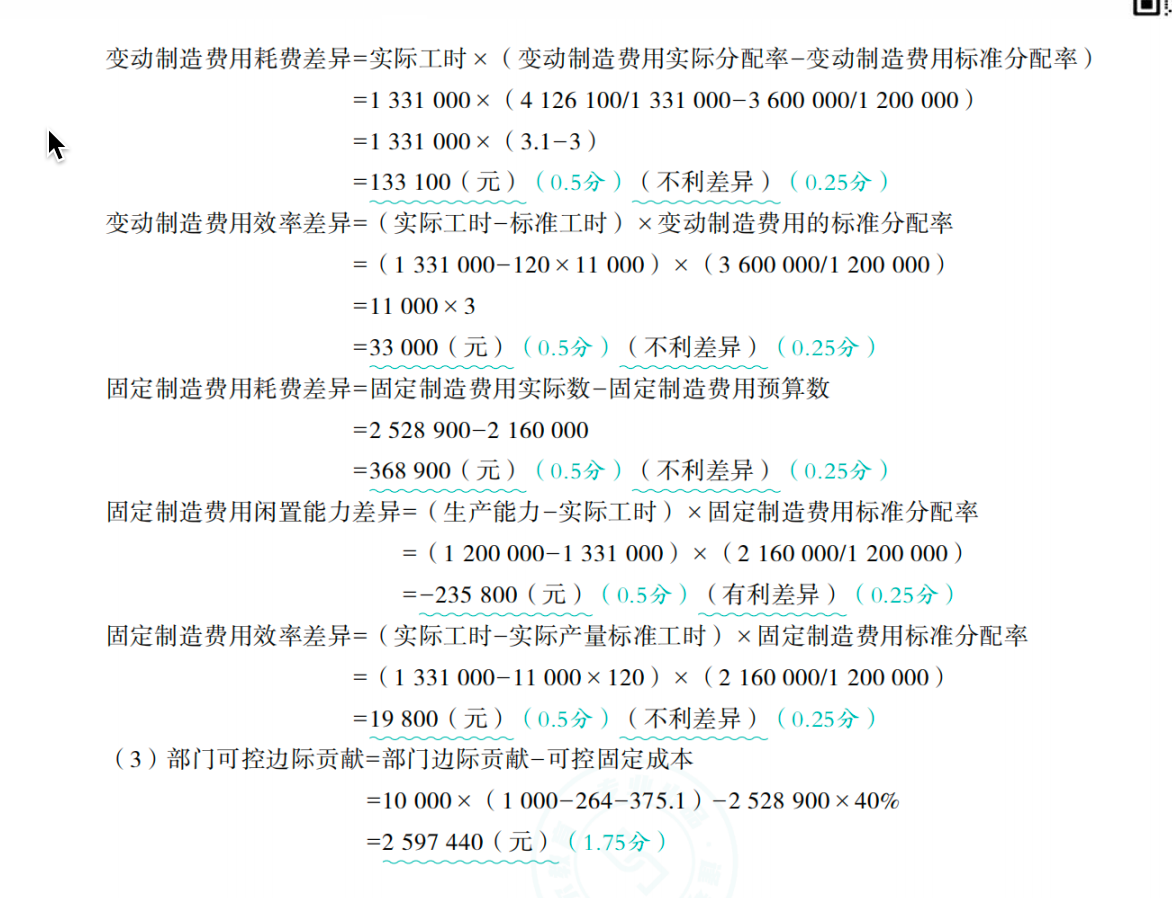 变动制造费用耗费差异=实际工时×（变动制造费用实际分配率-变动制造费用标准分配率）
=1 331 000×（4 126 100/1 331 000-3 600 000/1 200 000）
=1 331 000×（3.1-3）
=133 100（元）（0.5分）（不利差异）（0.25分）
变动制造费用效率差异=（实际工时-标准工时）×变动制造费用的标准分配率
=（1 331 000-120×11 000）×（3 600 000/1 200 000）
=11 000×3
=33 000（元）（0.5分）（不利差异）（0.25分）
固定制造费用耗费差异=固定制造费用实际数-固定制造费用预算数
=2 528 900-2 160 000
=368 900（元）（0.5分）（不利差异）（0.25分）
固定制造费用闲置能力差异=（生产能力-实际工时）×固定制造费用标准分配率
=（1 200 000-1 331 000）×（2 160 000/1 200 000）
=-235 800（元）（0.5分）（有利差异）（0.25分）
固定制造费用效率差异=（实际工时-实际产量标准工时）×固定制造费用标准分配率
=（1 331 000-11 000×120）×（2 160 000/1 200 000）
=19 800（元）（0.5分）（不利差异）（0.25分）
（3）部门可控边际贡献=部门边际贡献-可控固定成本
=10 000×（1 000-264-375.1）-2 528 900×40%
=2 597 440（元）（1.75分）